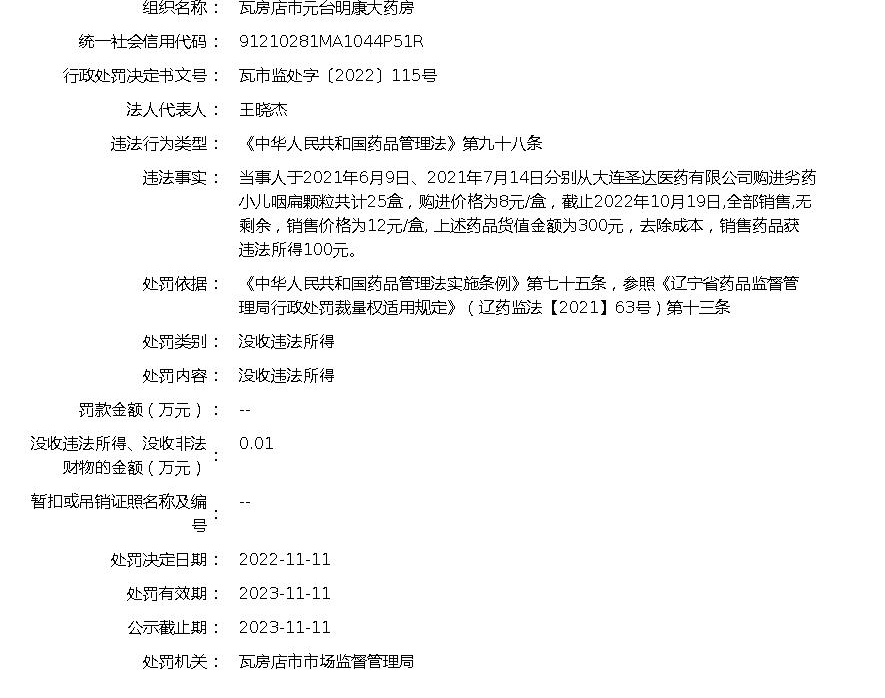 组织名称： 瓦房店市元台明康大药房
统一社会信用代码： 91210281MA1044P51R
行政处罚决定书文号： 瓦市监处字〔2022〕115号
法人代表人： 王晓杰
违法行为类型： 《中华人民共和国药品管理法》第九十八条
违法事实： 当事人于2021年6月9日、2021年7月14日分别从大连圣达医药有限公司购进劣药
小儿咽扁颗粒共计25盒，购进价格为8元/盒，截止2022年10月19日,全部销售,无
剩余，销售价格为12元/盒, 上述药品货值金额为300元，去除成本，销售药品获
违法所得100元。
处罚依据： 《中华人民共和国药品管理法实施条例》第七十五条，参照《辽宁省药品监督管
理局行政处罚裁量权适用规定》（辽药监法【2021】63号）第十三条
处罚类别： 没收违法所得
处罚内容： 没收违法所得
罚款金额（万元）： --
没收违法所得、没收非法
财物的金额（万元）： 0.01
暂扣或吊销证照名称及编
号： --
处罚决定日期： 2022-11-11
处罚有效期： 2023-11-11
公示截止期： 2023-11-11
处罚机关： 瓦房店市市场监督管理局